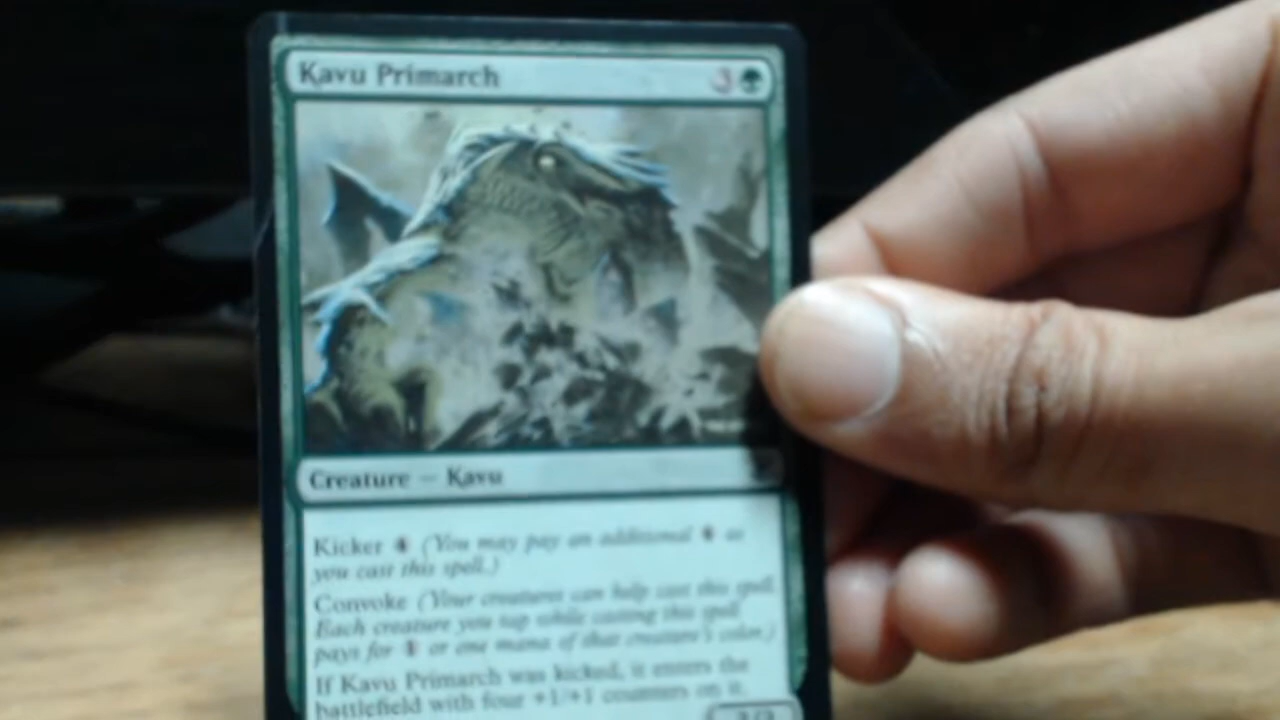 Kavu Primarch 3
Creature — Kavu
Kicker 4 (You may pay an additional 4 as
you cast this spell.)
Convoke (Your creatures can help cast this spell.
Each creature you tap while casting this spell
pays for 1 or one mana of that creature's color.)
If Kavu Primarch was kicked, it enters the
battlefield with four +1/+1 counters on it.